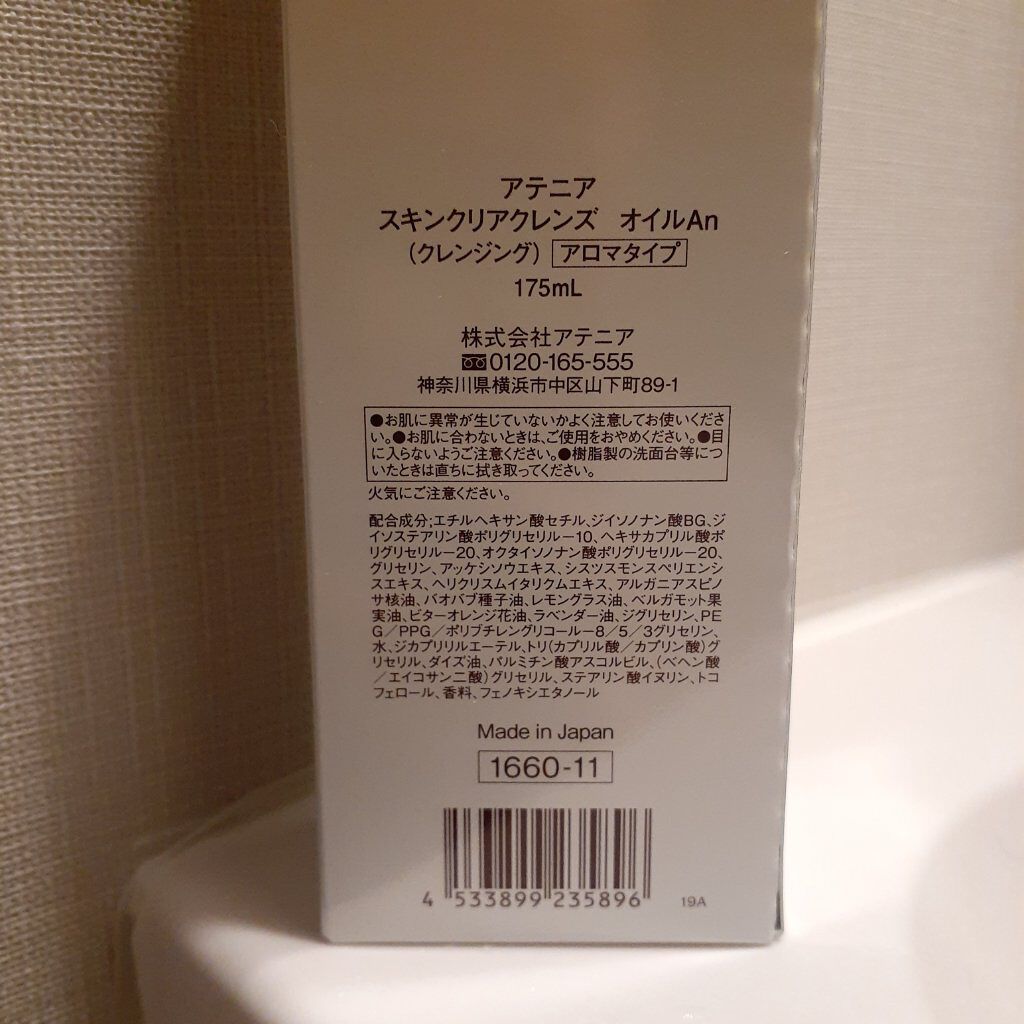 アテニア
スキンクリアクレンズ オイルAn
（クレンジング） アロマタイプ
175mL
株式会社アテニア
0120-165-555
神奈川県横浜市中区山下町89-1
●お肌に異常が生じていないかよく注意してお使いくださ
い。●お肌に合わないときは、ご使用をおやめください。●目
に入らないようご注意ください。●樹脂製の洗面台等につ
いたときは直ちに拭き取ってください。
火気にご注意ください。
配合成分;エチルヘキサン酸セチル、ジイソノナン酸BG、ジ
イソステアリン酸ポリグリセリルー10、ヘキサカプリル酸ポ
リグリセリルー20、オクタイソノナン酸ポリグリセリルー20、
グリセリン、アッケシソウエキス、シスツスモンスペリエンシ
スエキス、ヘリクリスムイタリクムエキス、アルガニアスピノ
サ核油、バオバブ種子油、レモングラス油、ベルガモット果
実油、ビターオレンジ花油、ラベンダー油、ジグリセリン、PE
G／PPG／ポリブチレングリコールー8／5／3グリセリン、
水、ジカプリリルエーテル、トリ（カプリル酸／カプリン酸）グ
リセリル、ダイズ油、パルミチン酸アスコルビル、（ベヘン酸
／エイコサン二酸）グリセリル、ステアリン酸イヌリン、トコ
フェロール、香料、フェノキシエタノール
Made in Japan
1660-11
4 533899 235896
19A